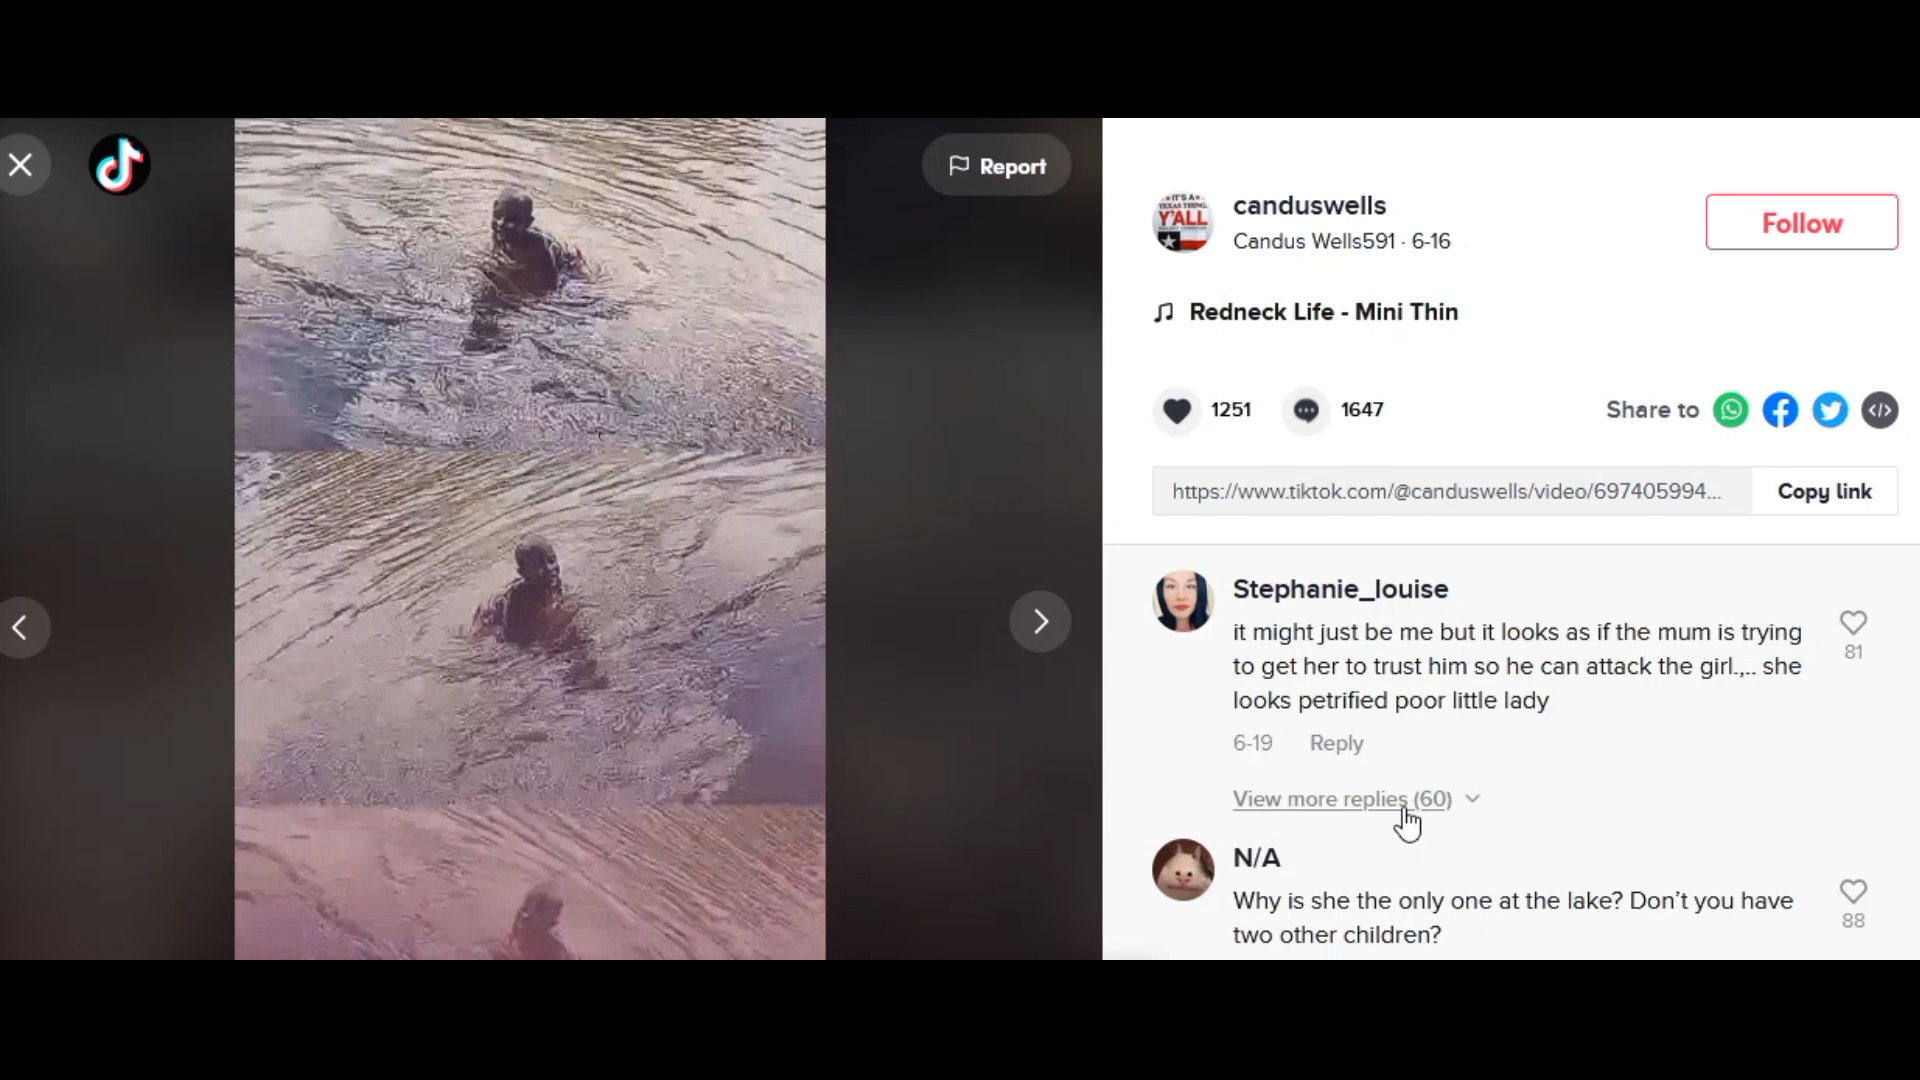 Report
IT'S A
TEXAS THING,
Y'ALL
canduswells
Candus Wells591 · 6-16
Follow
Redneck Life - Mini Thin
1251
1647
Share to
https://www.tiktok.com/@canduswells/video/697405994...
Copy link
Stephanie_louise
it might just be me but it looks as if the mum is trying
to get her to trust him so he can attack the girl.,.. she
looks petrified poor little lady
81
6-19 Reply
View more replies (60)
N/A
Why is she the only one at the lake? Don’t you have
two other children?
88